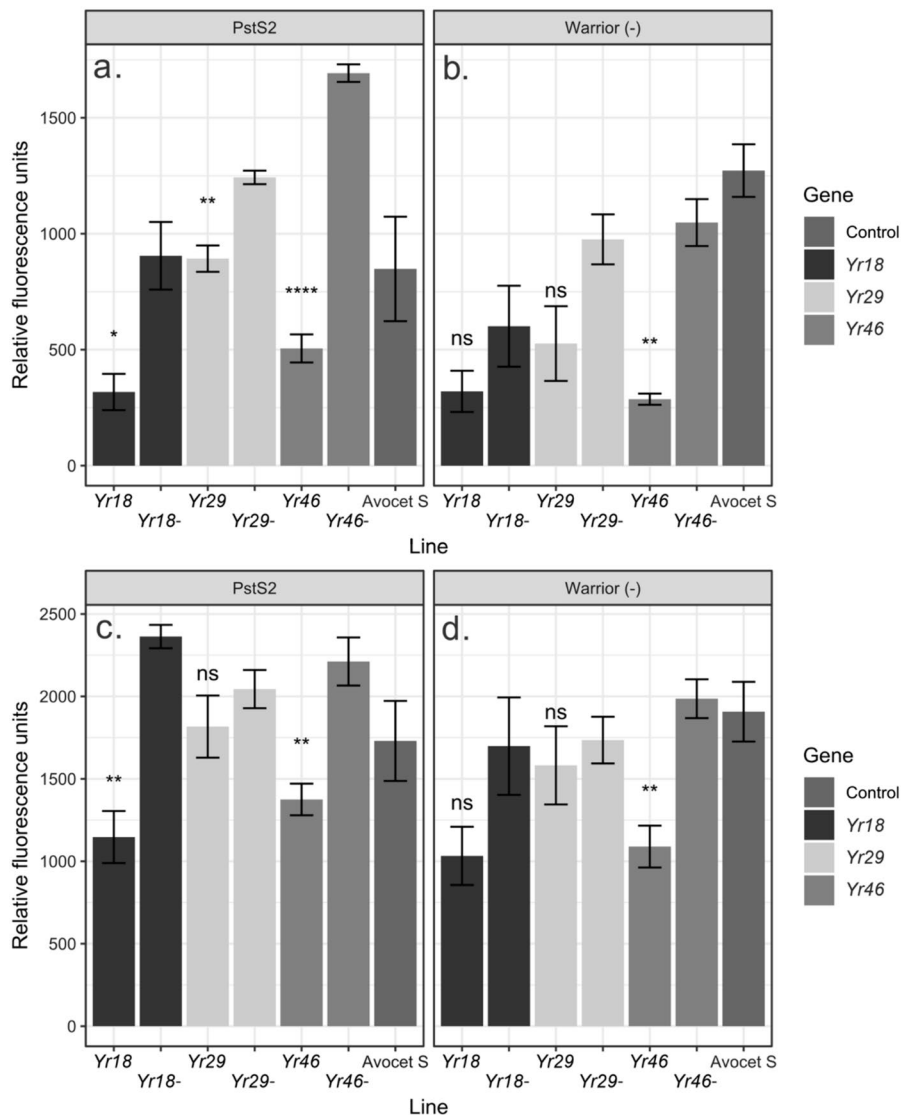 PstS2
Warrior (-)
a.
b.
Relative fluorescence units
1500
1000
500
0
*
**
****
ns
ns
**
Yr18
Yr18-
Yr29
Yr29-
Yr46
Yr46-
Avocet S
Yr18
Yr18-
Yr29
Yr29-
Yr46
Yr46-
Avocet S
Line
Gene
Control
Yr18
Yr29
Yr46
PstS2
Warrior (-)
c.
d.
Relative fluorescence units
2500
2000
1500
1000
500
0
**
ns
**
ns
ns
**
Yr18
Yr18-
Yr29
Yr29-
Yr46
Yr46-
Avocet S
Yr18
Yr18-
Yr29
Yr29-
Yr46
Yr46-
Avocet S
Line
Gene
Control
Yr18
Yr29
Yr46